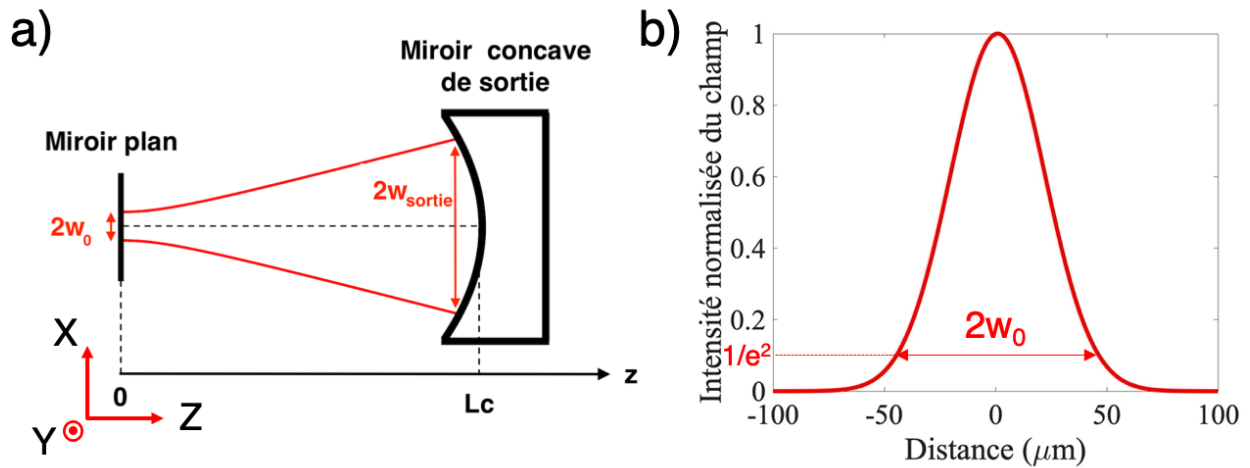 a)
Miroir concave
de sortie
Miroir plan
2w₀
2wsortie
X
Y
Z
0
Lc
z
b)
Intensité normalisée du champ
1
0.8
0.6
0.4
0.2
1/e²
0
2w₀
-100
-50
0
50
100
Distance (μm)